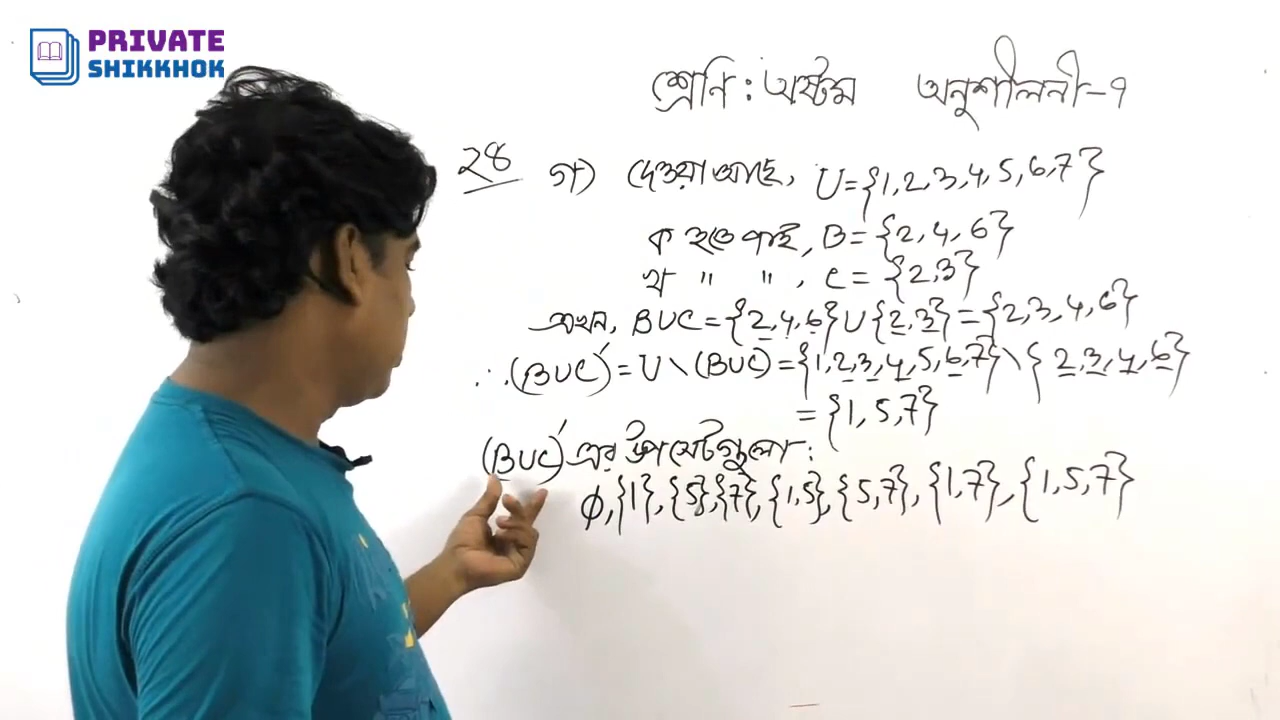 PRIVATE
SHIKKHOK
শ্রেণি : অষ্টম অনুশীলনী-৭
২৪ গ) দেওয়া আছে, U = {1, 2, 3, 4, 5, 6, 7}
ক হতে পাই, B = {2, 4, 6}
খ " " , C = {2, 3}
এখন, B∪C = {2, 4, 6} ∪ {2, 3} = {2, 3, 4, 6}
∴ (B∪C)′ = U \ (B∪C) = {1, 2, 3, 4, 5, 6, 7} \ {2, 3, 4, 6}
= {1, 5, 7}
(B∪C)′ এর উপসেটগুলো :
φ, {1}, {5}, {7}, {1, 5}, {5, 7}, {1, 7}, {1, 5, 7}